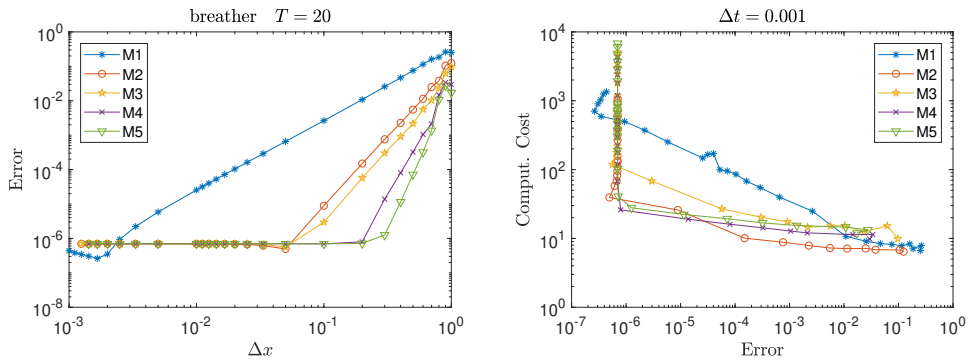 breather T = 20
Error
10^0
10^-2
10^-4
10^-6
10^-8
M1
M2
M3
M4
M5
10^-3
10^-2
10^-1
10^0
Δx
Δt = 0.001
Comput. Cost
10^4
10^3
10^2
10^1
10^0
M1
M2
M3
M4
M5
10^-7
10^-6
10^-5
10^-4
10^-3
10^-2
10^-1
10^0
Error